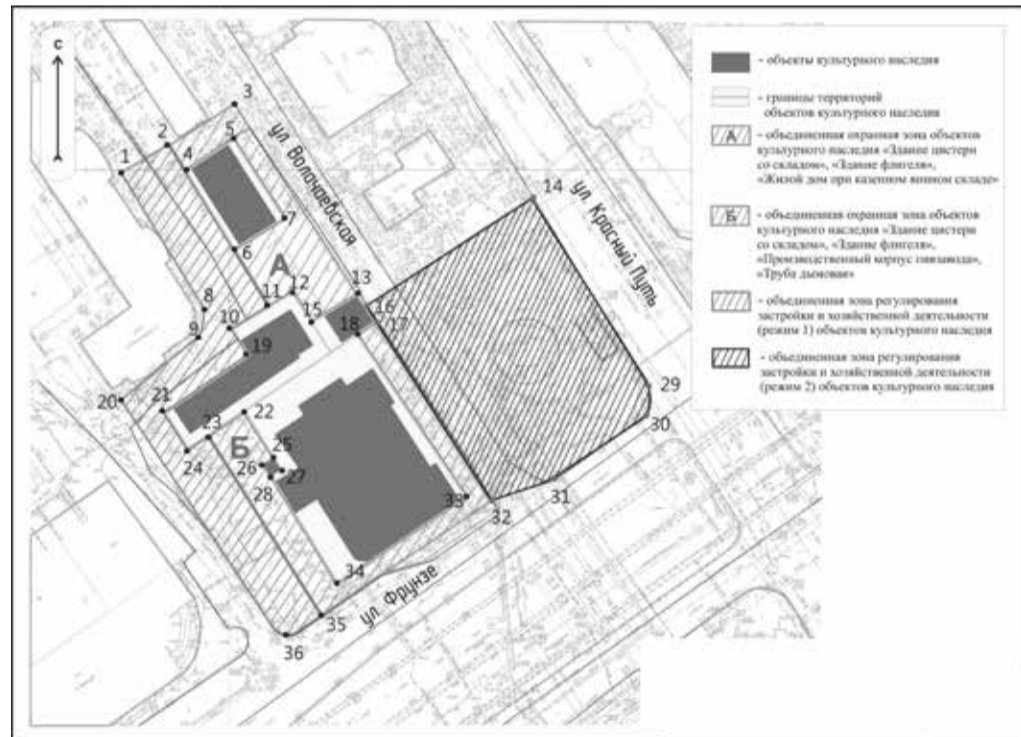 с
- объекты культурного наследия
- границы территорий
объектов культурного наследия
А
- объединенная охранная зона объектов
культурного наследия «Здание цистерн
со складом», «Здание флигеля»,
«Жилой дом при казенном винном складе»
Б
- объединенная охранная зона объектов
культурного наследия «Здание цистерн
со складом», «Здание флигеля»,
«Производственный корпус пивзавода»,
«Труба дымовая»
- объединенная зона регулирования
застройки и хозяйственной деятельности
(режим 1) объектов культурного наследия
- объединенная зона регулирования
застройки и хозяйственной деятельности
(режим 2) объектов культурного наследия
ул. Волочаевская
ул. Красный Путь
ул. Фрунзе
А
Б
1
2
3
4
5
6
7
8
9
10
11
12
13
14
15
16
17
18
19
20
21
22
23
24
25
26
27
28
29
30
31
32
33
34
35
36